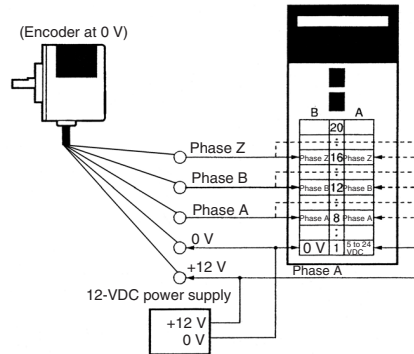 (Encoder at 0 V)
B A
20
Phase Z
Phase Z 16 Phase Z
Phase B
Phase B 12 Phase B
Phase A
Phase A 8 Phase A
0 V
0 V 1 5 to 24 VDC
+12 V
Phase A
12-VDC power supply
+12 V
0 V